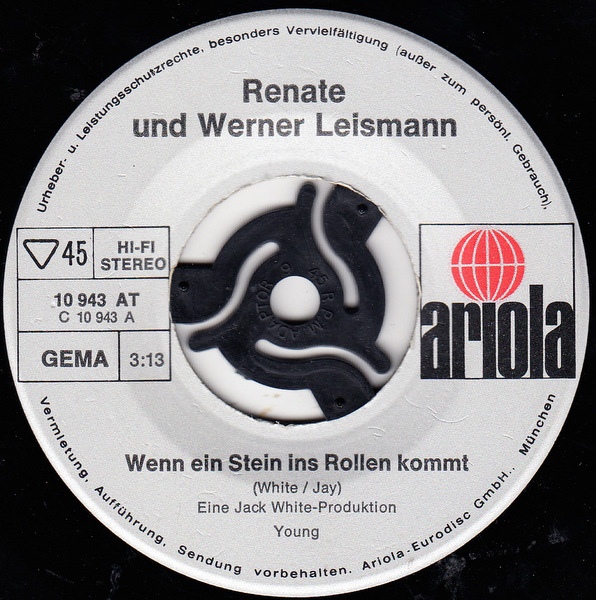 Urheber- u. Leistungsschutzrechte, besonders Vervielfältigung (außer zum persönl. Gebrauch),
Renate
und Werner Leismann
45
HI-FI
STEREO
10 943 AT
C 10 943 A
GEMA
3:13
45 R.P.M. ADAPTOR
ariola
Wenn ein Stein ins Rollen kommt
(White / Jay)
Eine Jack White-Produktion
Young
Vermietung, Aufführung, Sendung vorbehalten. Ariola-Eurodisc GmbH., München